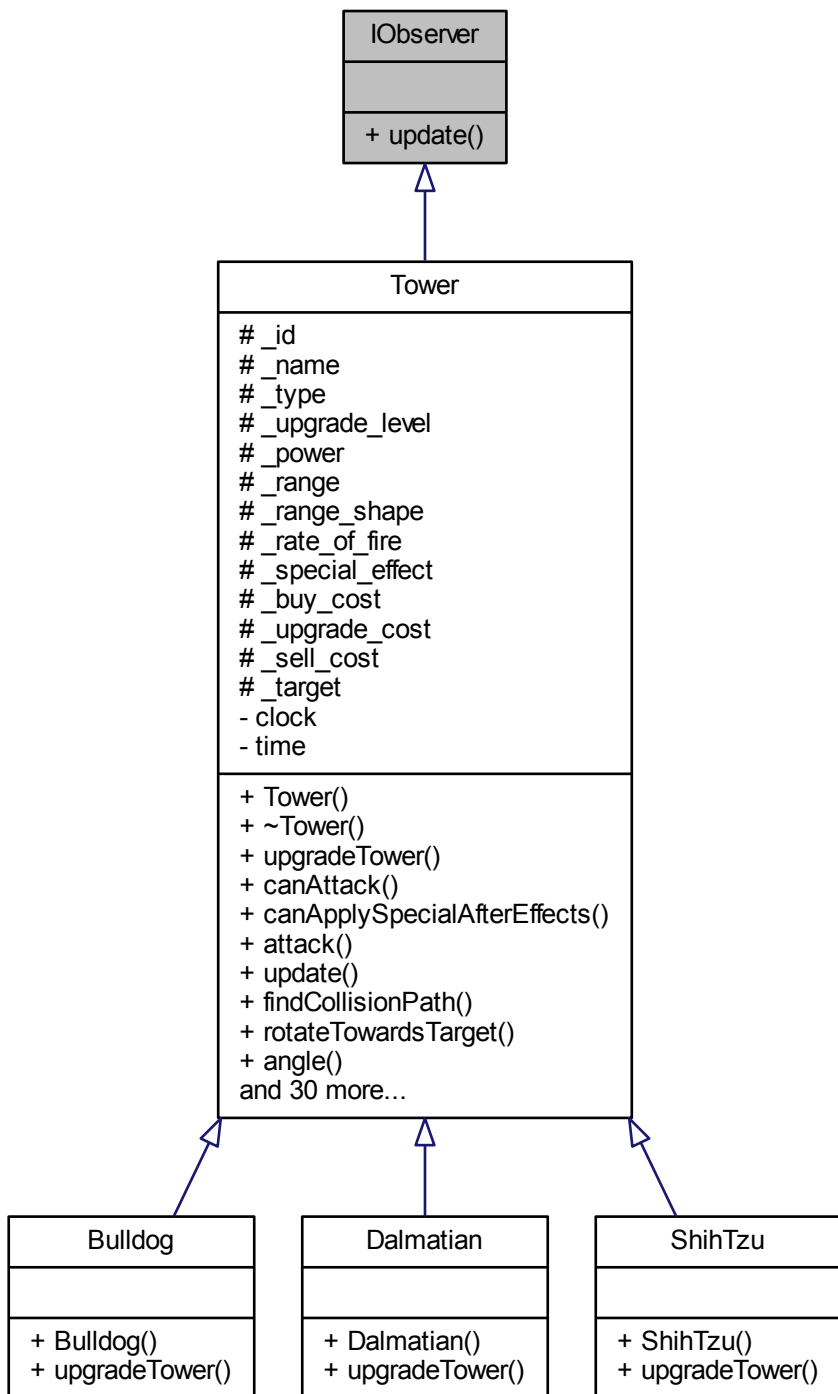 IObserver
+ update()
Tower
# _id
# _name
# _type
# _upgrade_level
# _power
# _range
# _range_shape
# _rate_of_fire
# _special_effect
# _buy_cost
# _upgrade_cost
# _sell_cost
# _target
- clock
- time
+ Tower()
+ ~Tower()
+ upgradeTower()
+ canAttack()
+ canApplySpecialAfterEffects()
+ attack()
+ update()
+ findCollisionPath()
+ rotateTowardsTarget()
+ angle()
and 30 more...
Bulldog
+ Bulldog()
+ upgradeTower()
Dalmatian
+ Dalmatian()
+ upgradeTower()
ShihTzu
+ ShihTzu()
+ upgradeTower()